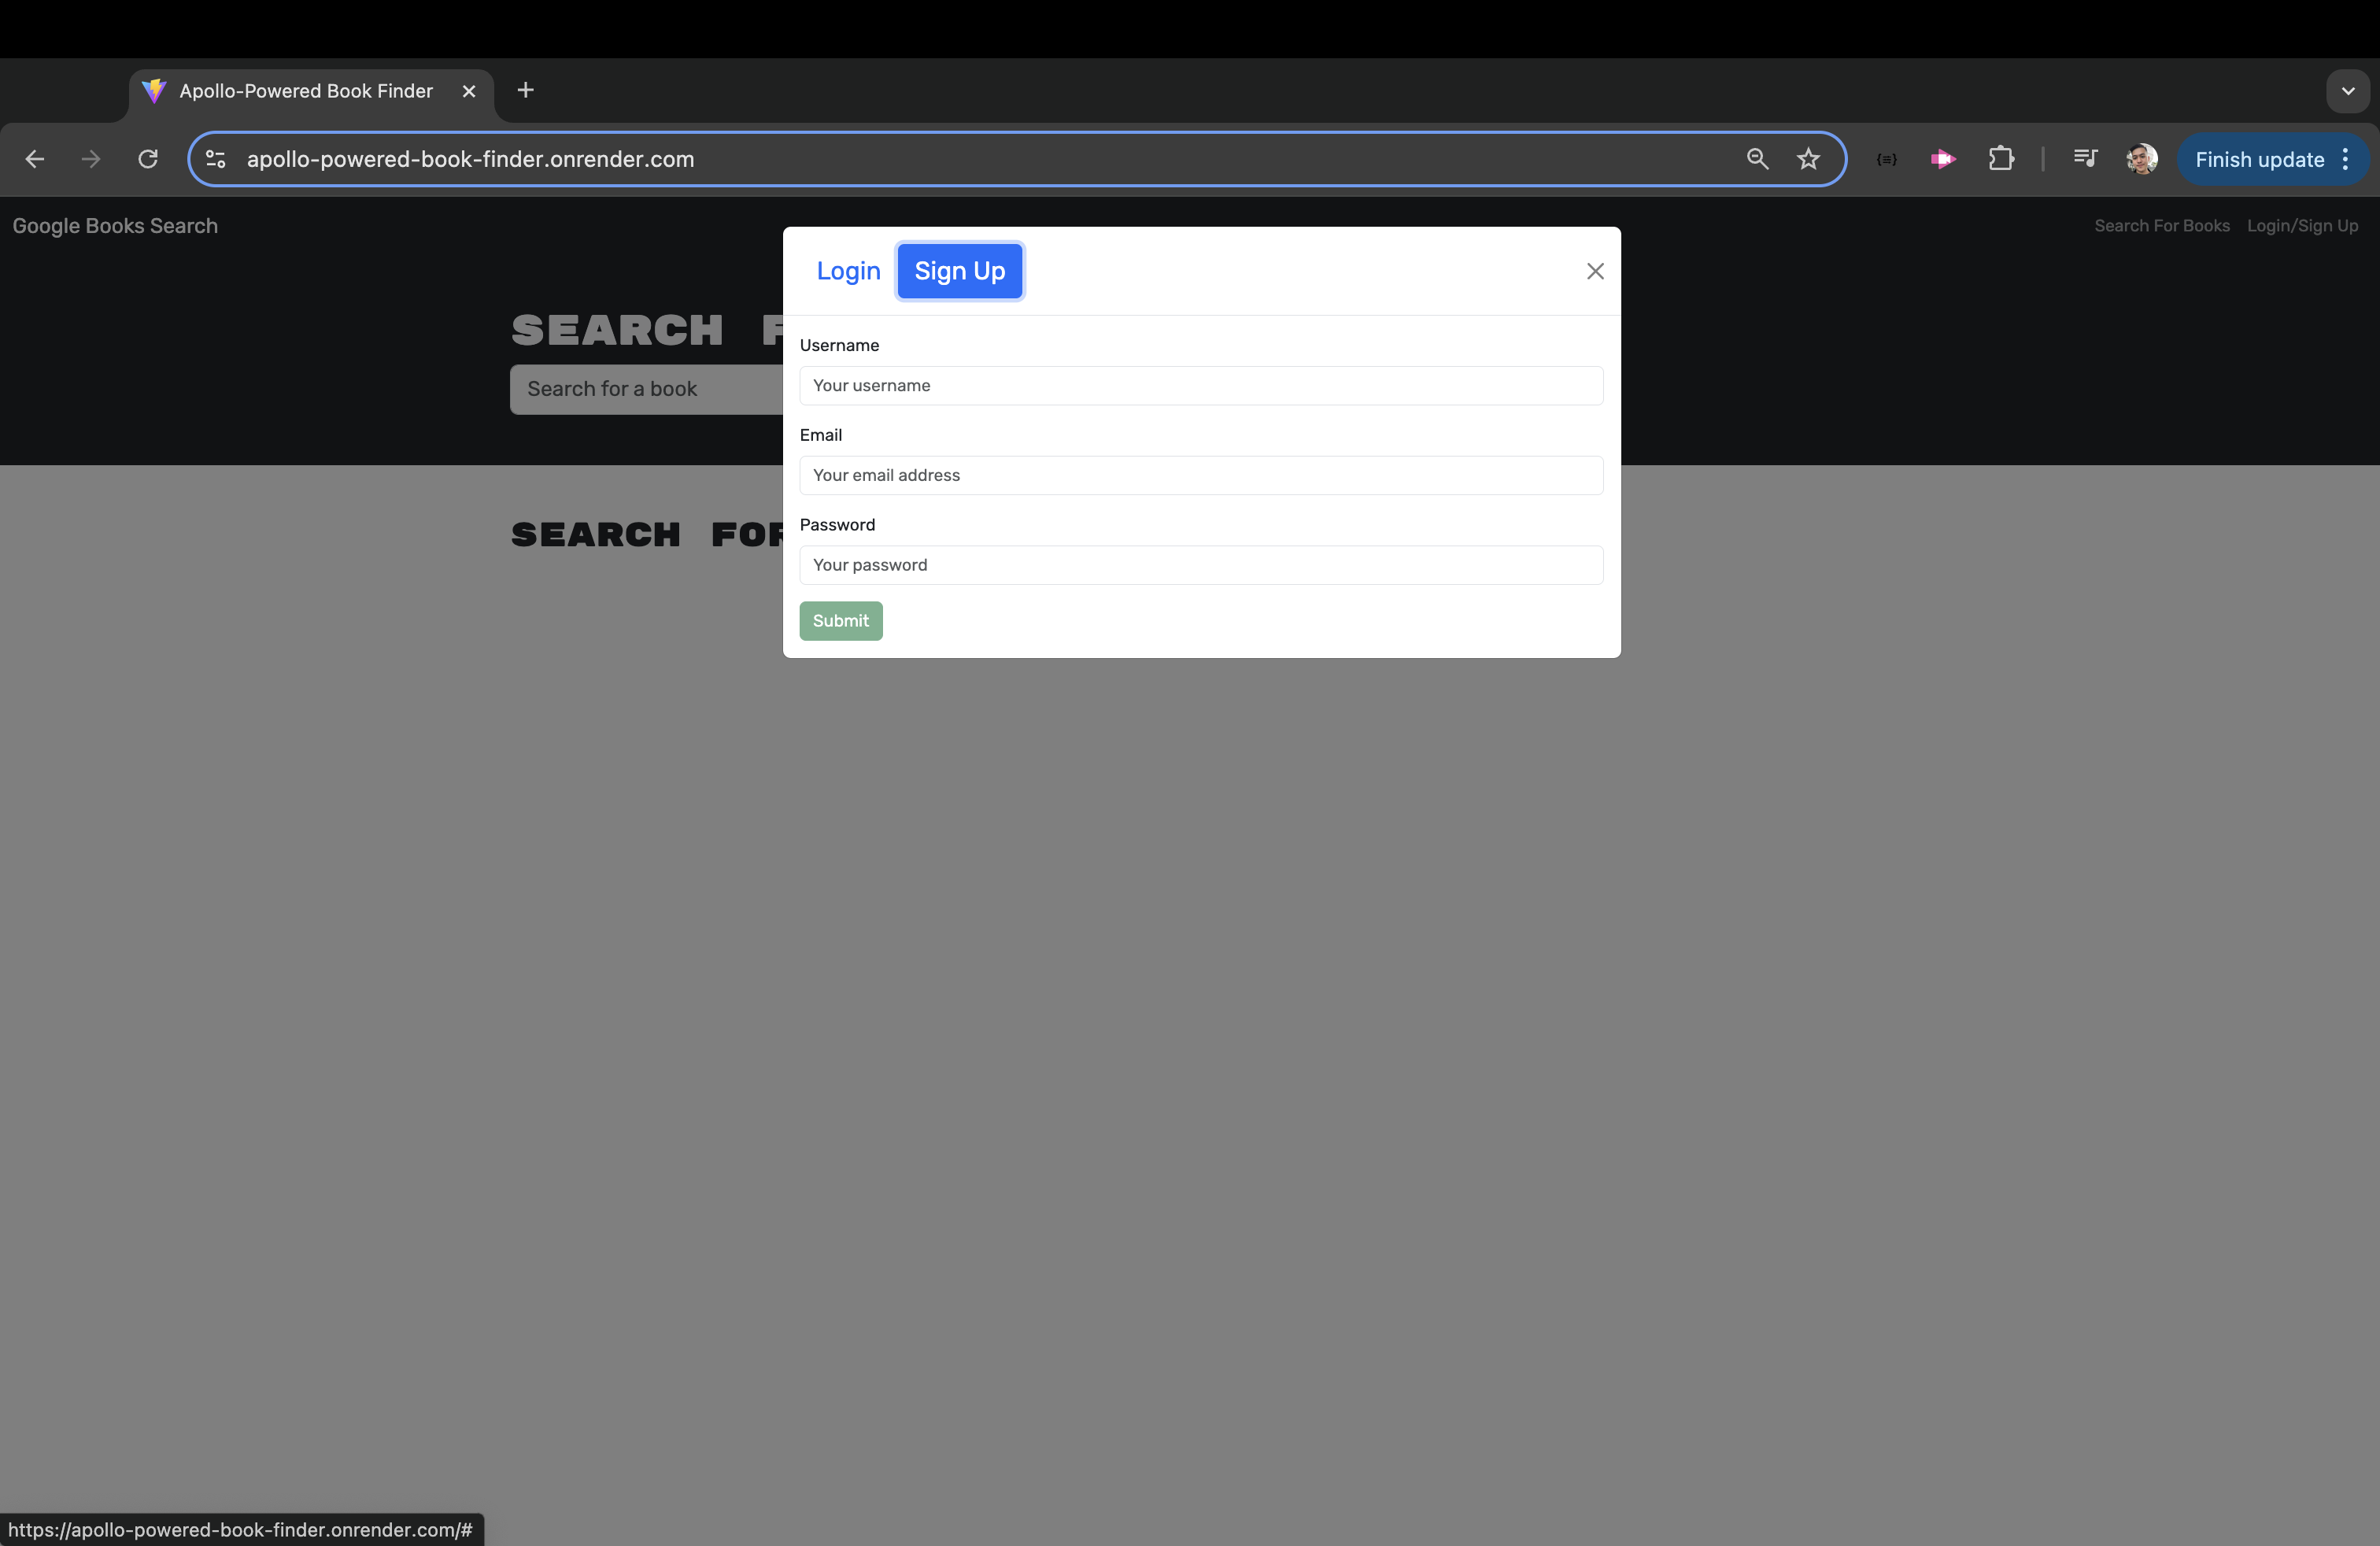 Apollo-Powered Book Finder
apollo-powered-book-finder.onrender.com
Finish update
Google Books Search
Search For Books Login/Sign Up
Login Sign Up
SEARCH
Search for a book
Username
Your username
Email
Your email address
SEARCH FOR
Password
Your password
Submit
https://apollo-powered-book-finder.onrender.com/#